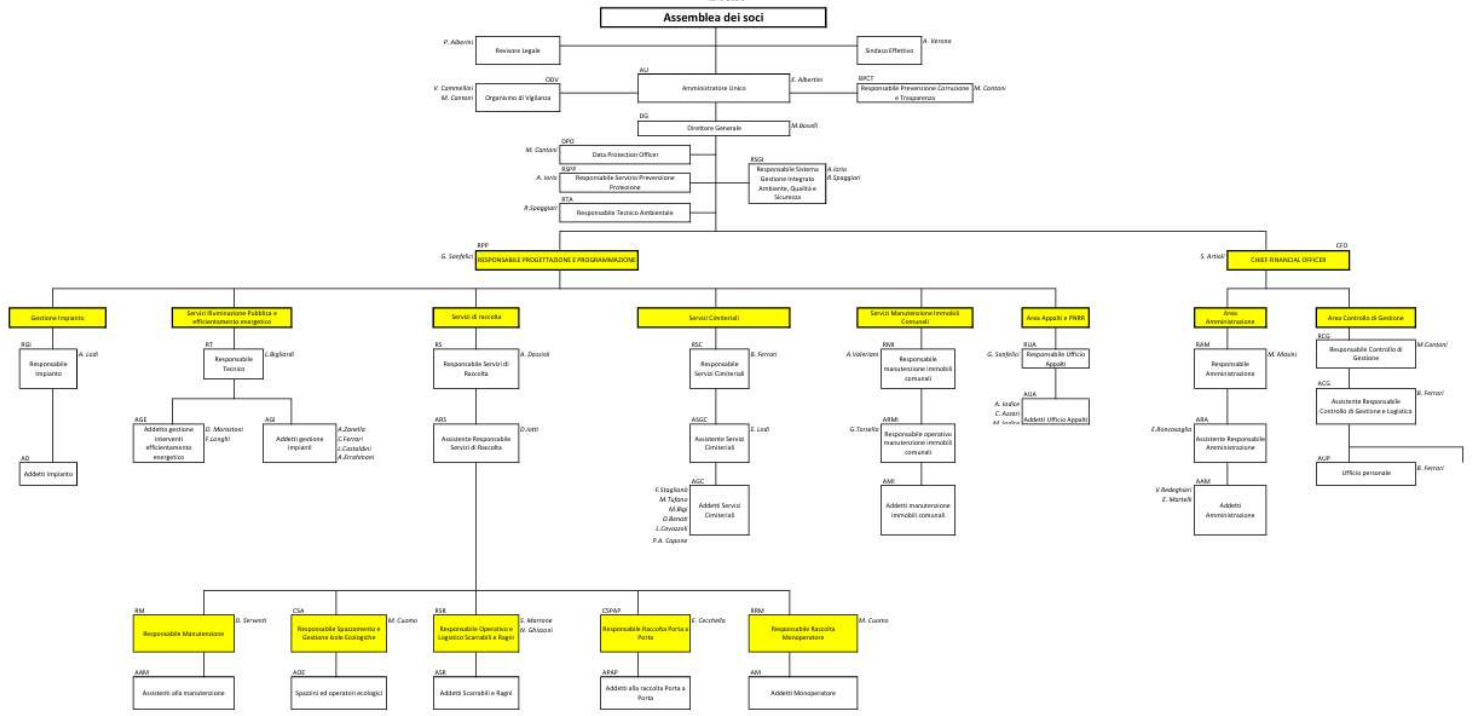 Assemblea dei soci
P. Alberini
Revisore Legale
Sindaco Effettivo
A. Verona
ODV
AU
RPCT
V. Cammellini
M. Cantoni
Organismo di Vigilanza
Amministratore Unico
E. Albertini
Responsabile Prevenzione Corruzione
e Trasparenza
M. Cantoni
DG
Direttore Generale
M.Boselli
DPO
M. Cantoni
Data Protection Officer
RSPP
A. Iorio
Responsabile Servizio Prevenzione
Protezione
RSGI
Responsabile Sistema
Gestione Integrato
Ambiente, Qualità e
Sicurezza
A.Iorio
R.Spaggiari
RTA
R.Spaggiari
Responsabile Tecnico Ambientale
RPP
G. Sanfelici
RESPONSABILE PROGETTAZIONE E PROGRAMMAZIONE
CFO
S. Artioli
CHIEF FINANCIAL OFFICER
Gestione Impianto
Servizi Illuminazione Pubblica e
efficientamento energetico
Servizi di raccolta
Servizi Cimiteriali
Servizi Manutenzione Immobili
Comunali
Area Appalti e PNRR
Area
Amministrazione
Area Controllo di Gestione
RGI
Responsabile
Impianto
A. Lodi
RT
Responsabile
Tecnico
L.Bigliardi
RS
Responsabile Servizi di
Raccolta
A. Dossioli
RSC
Responsabile
Servizi Cimiteriali
B. Ferrari
RMI
A.Valeriani
Responsabile
manutenzione immobili
comunali
RUA
G. Sanfelici
Responsabile Ufficio
Appalti
RAM
Responsabile
Amministrazione
M. Masini
RCG
Responsabile Controllo di
Gestione
M.Cantoni
AGE
Addetto gestione
interventi
efficientamento
energetico
D. Morastoni
F.Longhi
AGI
Addetti gestione
impianti
A.Zanella
C.Ferrari
L.Castaldini
A.Errahmoni
ARS
Assistente Responsabile
Servizi di Raccolta
D.Iotti
ASGC
Assistente Servizi
Cimiteriali
E. Lodi
ARMI
G.Torsello
Responsabile operativo
manutenzione immobili
comunali
AUA
A. Iodice
C. Azzari
M. Iodice
Addetti Ufficio Appalti
ARA
E.Roncosaglia
Assistente Responsabile
Amministrazione
ACG
Assistente Responsabile
Controllo di Gestione e Logistica
B. Ferrari
AD
Addetti impianto
AGC
F.Staglianò
M.Tufano
M.Bigi
D.Benati
L.Cavazzoli
P.A. Capone
Addetti Servizi
Cimiteriali
AMI
Addetti manutenzione
immobili comunali
AAM
V.Redeghieri
E. Martelli
Addetti
Amministrazione
AUP
Ufficio personale
B. Ferrari
RM
Responsabile Manutenzione
D. Serventi
CSA
Responsabile Spazzamento e
Gestione Isole Ecologiche
M. Cuomo
RSR
Responsabile Operativo e
Logistico Scarrabili e Ragni
S. Marrone
N. Ghizzoni
CSPAP
Responsabile Raccolta Porta a
Porta
E. Cecchella
RRM
Responsabile Raccolta
Monoperatore
M. Cuomo
AAM
Assistenti alla manutenzione
AOE
Spazzini ed operatori ecologici
ASR
Addetti Scarrabili e Ragni
APAP
Addetti alla raccolta Porta a
Porta
AM
Addetti Monoperatore